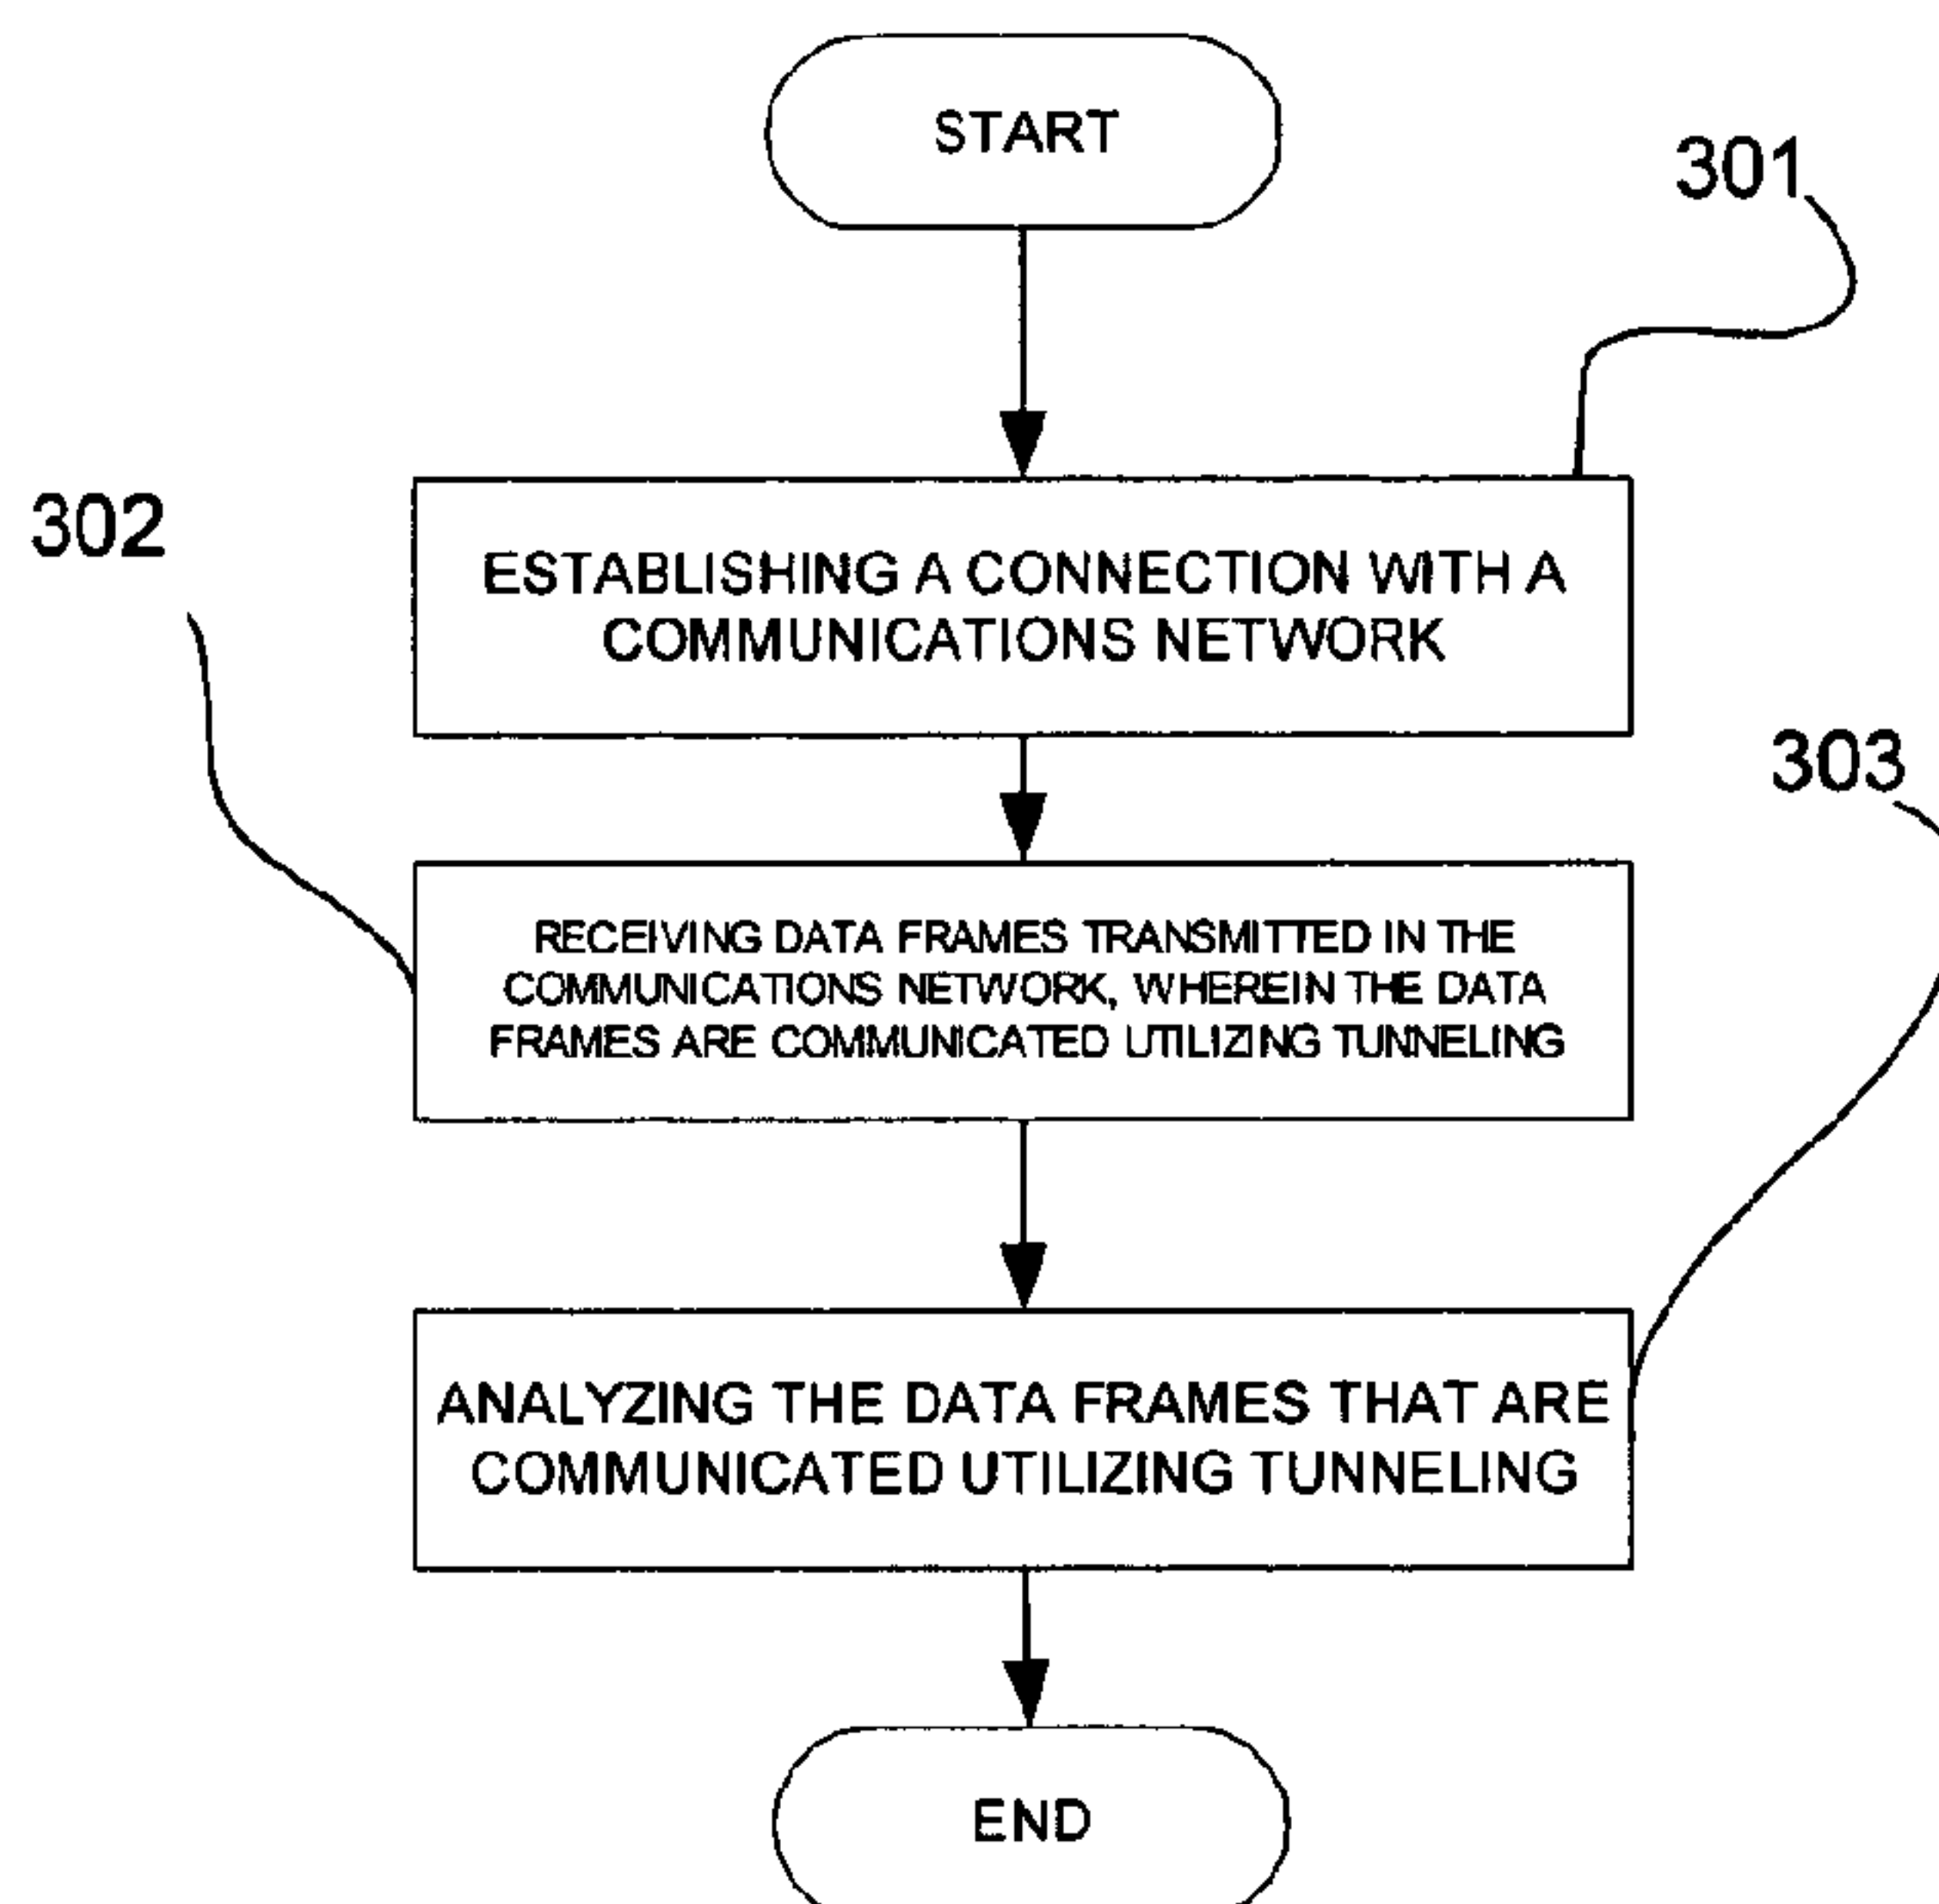 START
301
ESTABLISHING A CONNECTION WITH A
COMMUNICATIONS NETWORK
302
303
RECEIVING DATA FRAMES TRANSMITTED IN THE
COMMUNICATIONS NETWORK, WHEREIN THE DATA
FRAMES ARE COMMUNICATED UTILIZING TUNNELING
ANALYZING THE DATA FRAMES THAT ARE
COMMUNICATED UTILIZING TUNNELING
END